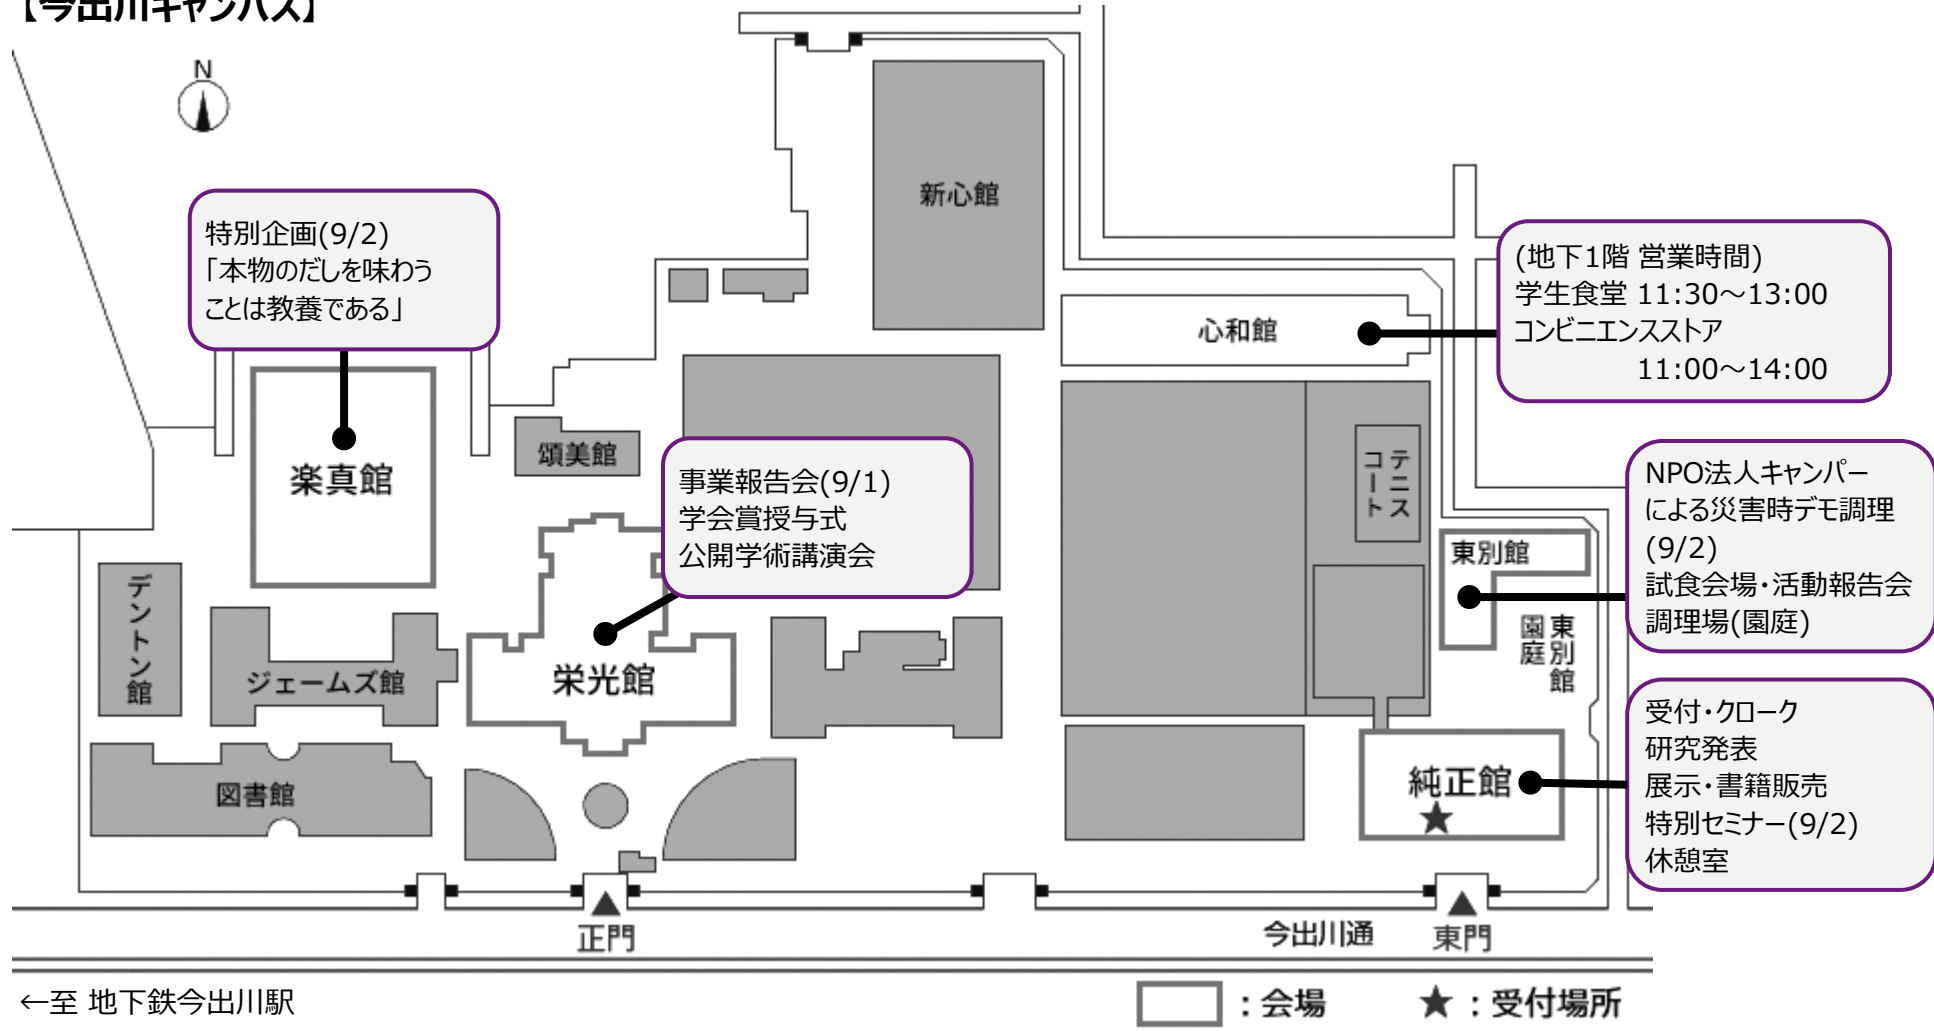 【今出川キャンパス】
N
特別企画(9/2)
「本物のだしを味わう
ことは教養である」
新心館
(地下1階 営業時間)
学生食堂 11:30～13:00
コンビニエンスストア
11:00～14:00
心和館
楽真館
頌美館
事業報告会(9/1)
学会賞授与式
公開学術講演会
テニス
コート
NPO法人キャンパー
による災害時デモ調理
(9/2)
試食会場・活動報告会
調理場(園庭)
東別館
東別館
園庭
デントン館
ジェームズ館
栄光館
図書館
純正館
★
受付・クローク
研究発表
展示・書籍販売
特別セミナー(9/2)
休憩室
正門
今出川通
東門
←至 地下鉄今出川駅
：会場
★：受付場所